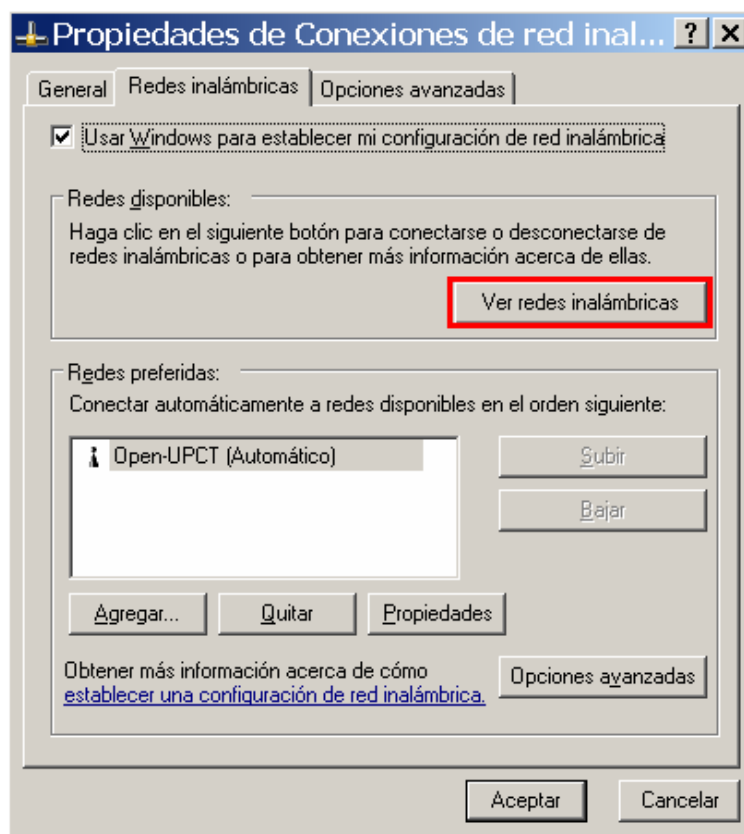 Propiedades de Conexiones de red inal... ? X
General Redes inalámbricas Opciones avanzadas
Usar Windows para establecer mi configuración de red inalámbrica
Redes disponibles:
Haga clic en el siguiente botón para conectarse o desconectarse de
redes inalámbricas o para obtener más información acerca de ellas.
Ver redes inalámbricas
Redes preferidas:
Conectar automáticamente a redes disponibles en el orden siguiente:
Open-UPCT (Automático)
Subir
Bajar
Agregar... Quitar Propiedades
Obtener más información acerca de cómo
establecer una configuración de red inalámbrica.
Opciones avanzadas
Aceptar Cancelar